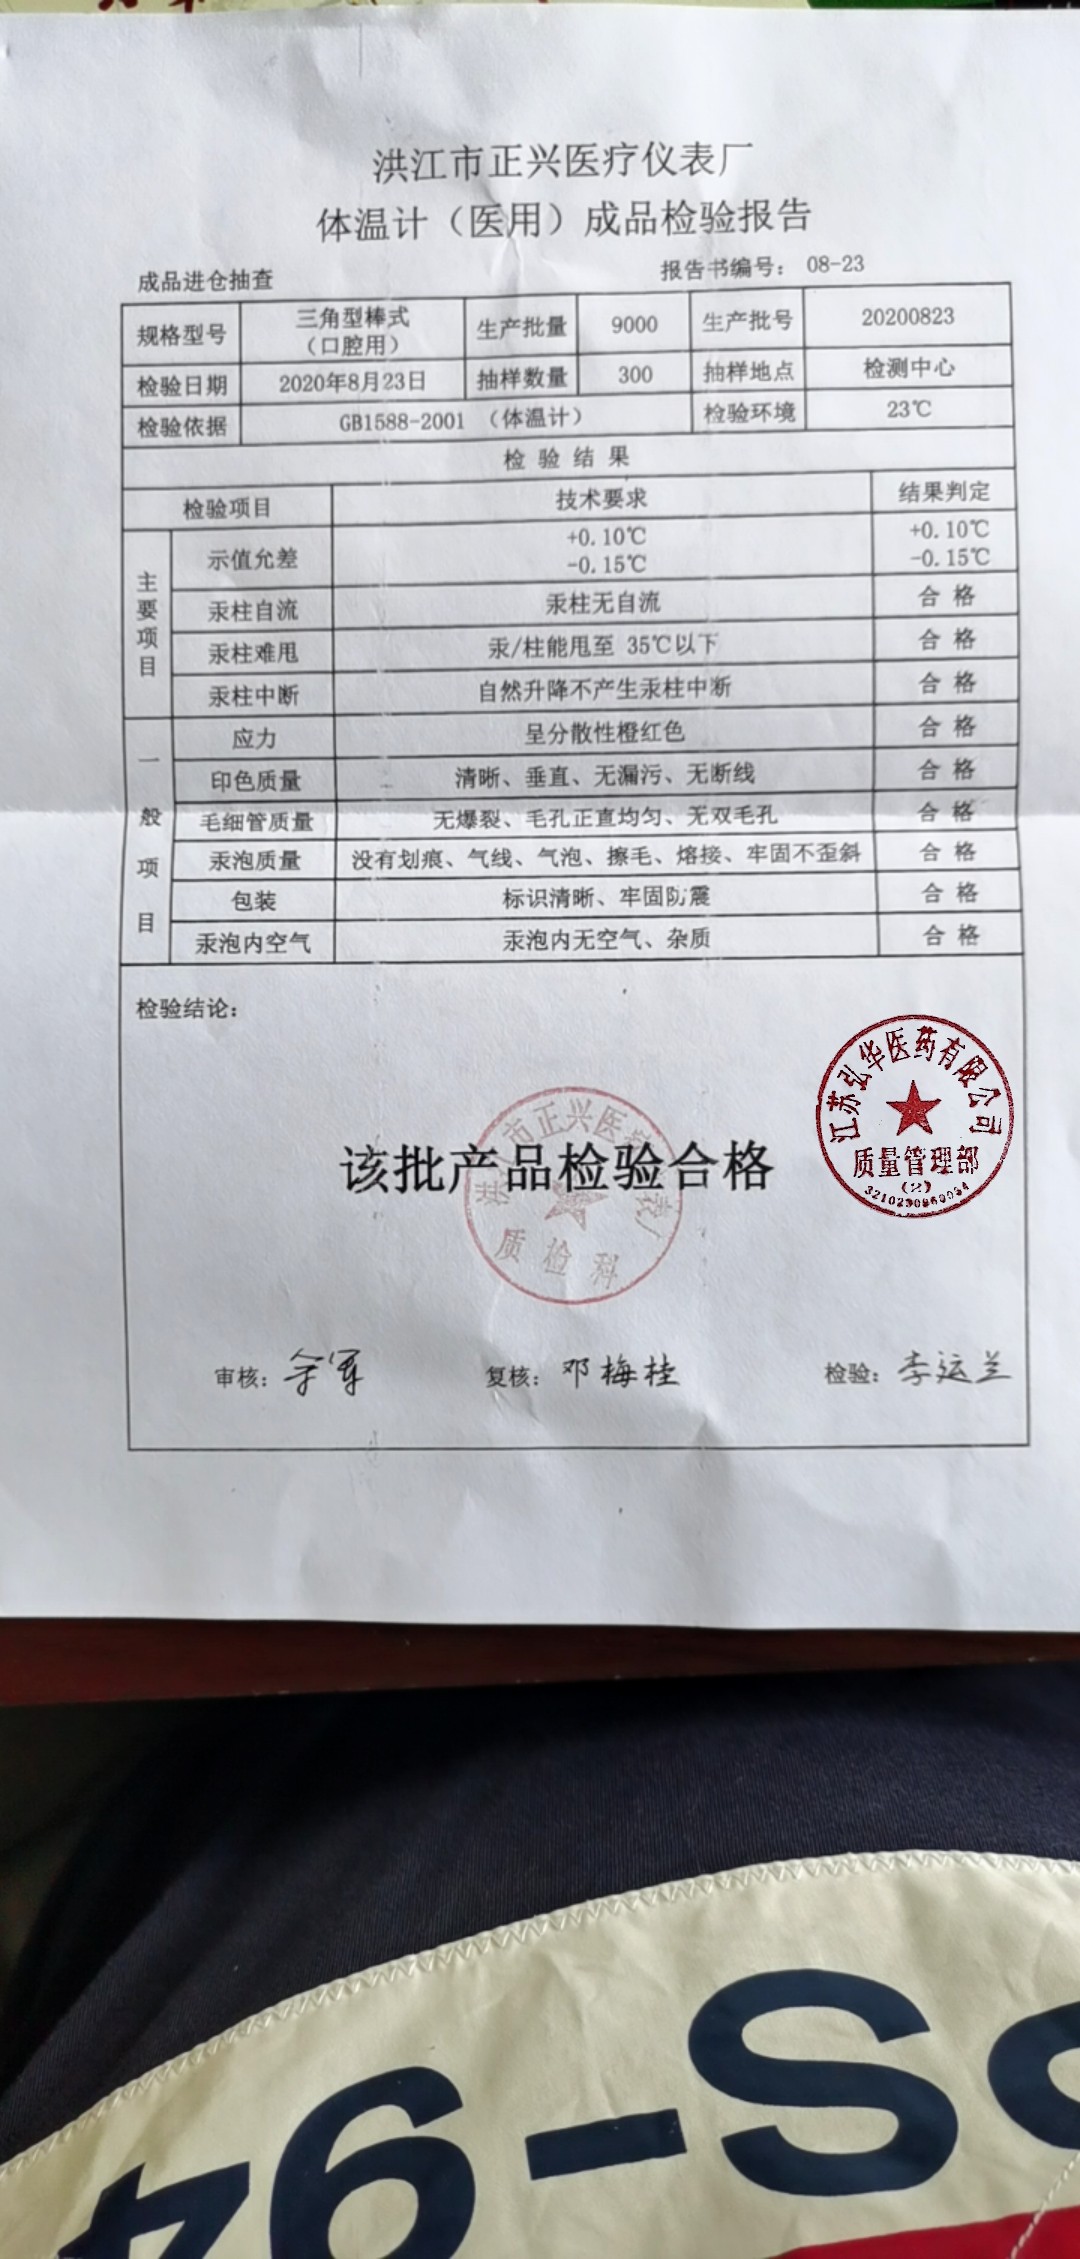 洪江市正兴医疗仪表厂
体温计（医用）成品检验报告
成品进仓抽查 报告书编号： 08-23
规格型号 三角型棒式（口腔用） 生产批量 9000 生产批号 20200823
检验日期 2020年8月23日 抽样数量 300 抽样地点 检测中心
检验依据 GB1588-2001 （体温计） 检验环境 23℃
检 验 结 果
检验项目 技术要求 结果判定
主要项目
示值允差 +0.10℃ -0.15℃ +0.10℃ -0.15℃
汞柱自流 汞柱无自流 合 格
汞柱难甩 汞/柱能甩至 35℃以下 合 格
汞柱中断 自然升降不产生汞柱中断 合 格
一般项目
应力 呈分散性橙红色 合 格
印色质量 清晰、垂直、无漏污、无断线 合 格
毛细管质量 无爆裂、毛孔正直均匀、无双毛孔 合 格
汞泡质量 没有划痕、气线、气泡、擦毛、熔接、牢固不歪斜 合 格
包装 标识清晰、牢固防震 合 格
汞泡内空气 汞泡内无空气、杂质 合 格
检验结论：
江苏弘华医药有限公司
质量管理部
(2)
该批产品检验合格
质检科
审核： 余军 复核： 邓梅桂 检验： 李运兰
94-S